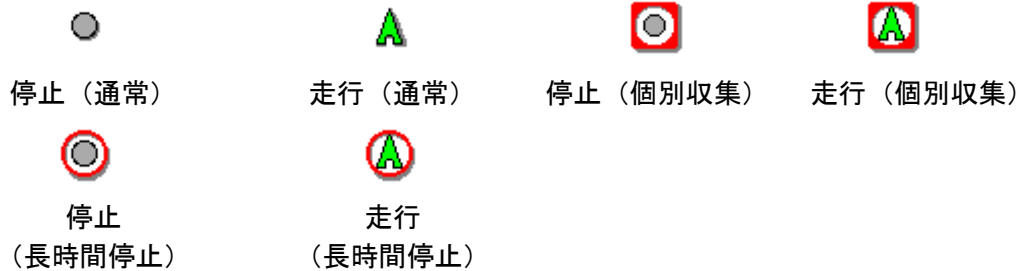 停止(通常)
走行(通常)
停止(個別収集)
走行(個別収集)
停止
(長時間停止)
走行
(長時間停止)